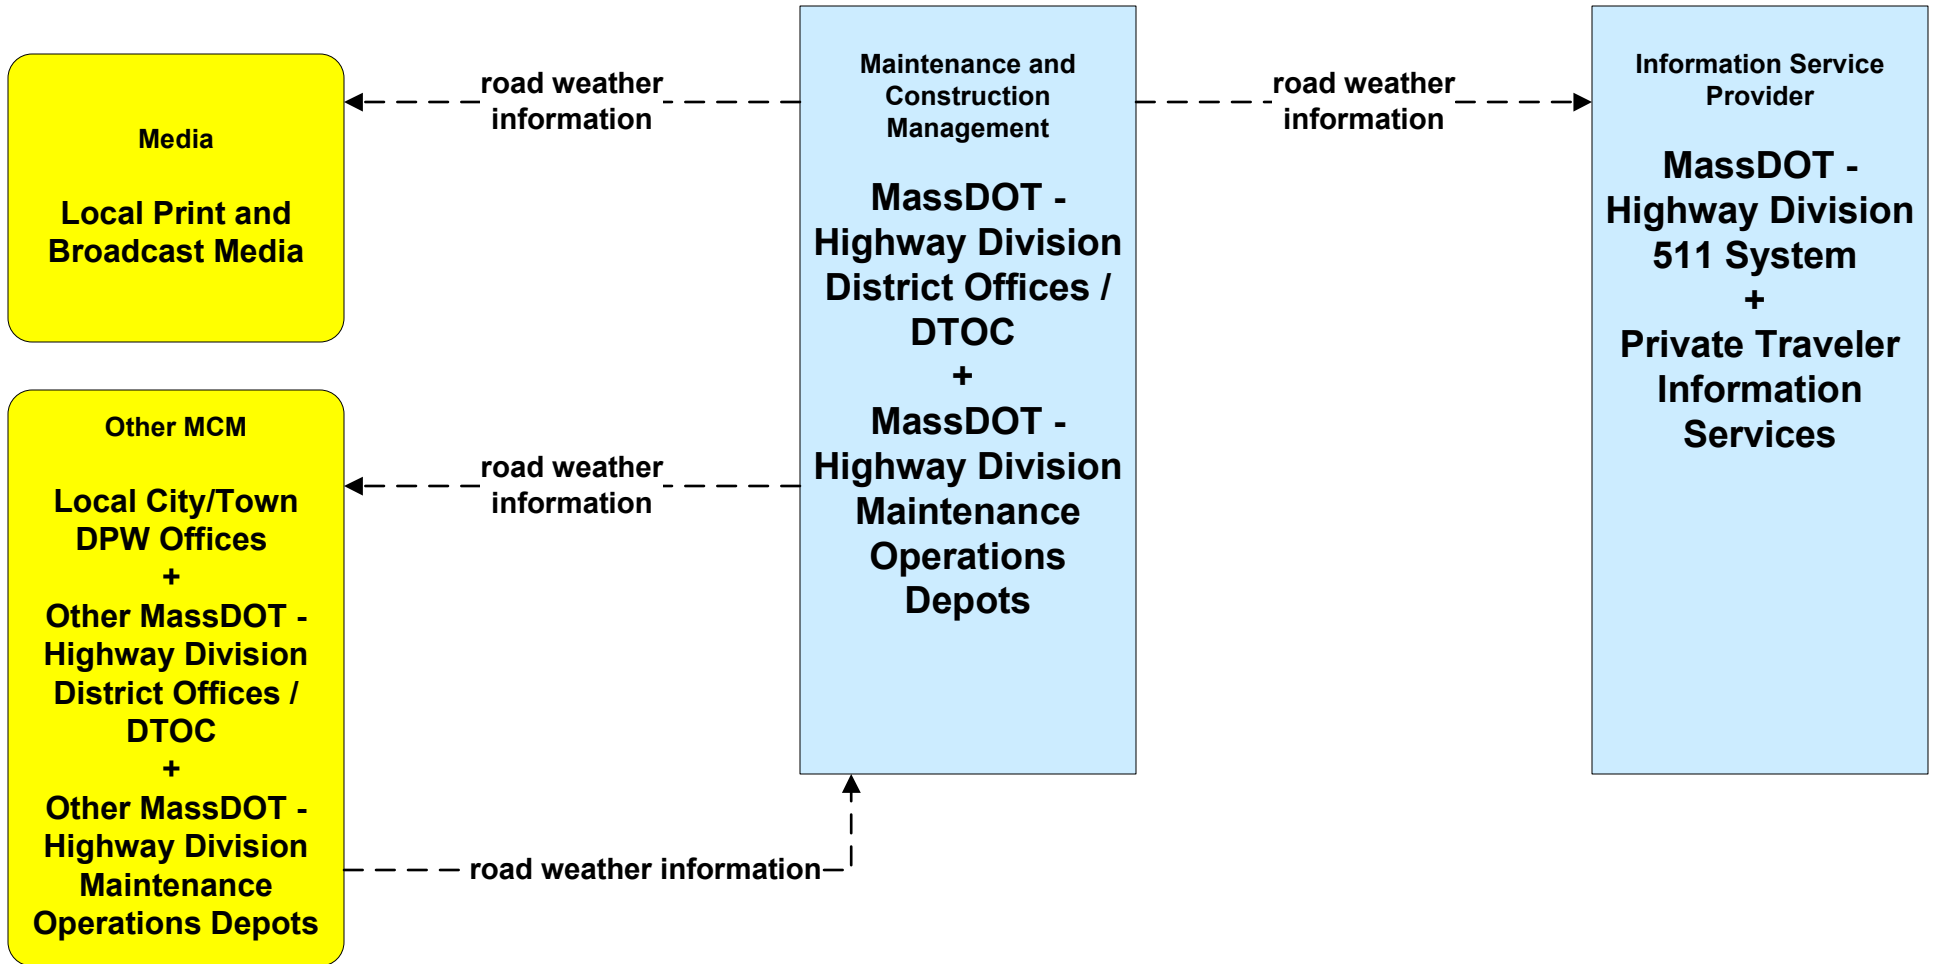 Media
Local Print and
Broadcast Media
road weather
information
Maintenance and
Construction
Management
MassDOT -
Highway Division
District Offices /
DTOC
+
MassDOT -
Highway Division
Maintenance
Operations
Depots
road weather
information
Information Service
Provider
MassDOT -
Highway Division
511 System
+
Private Traveler
Information
Services
Other MCM
Local City/Town
DPW Offices
+
Other MassDOT -
Highway Division
District Offices /
DTOC
+
Other MassDOT -
Highway Division
Maintenance
Operations Depots
road weather
information
road weather information